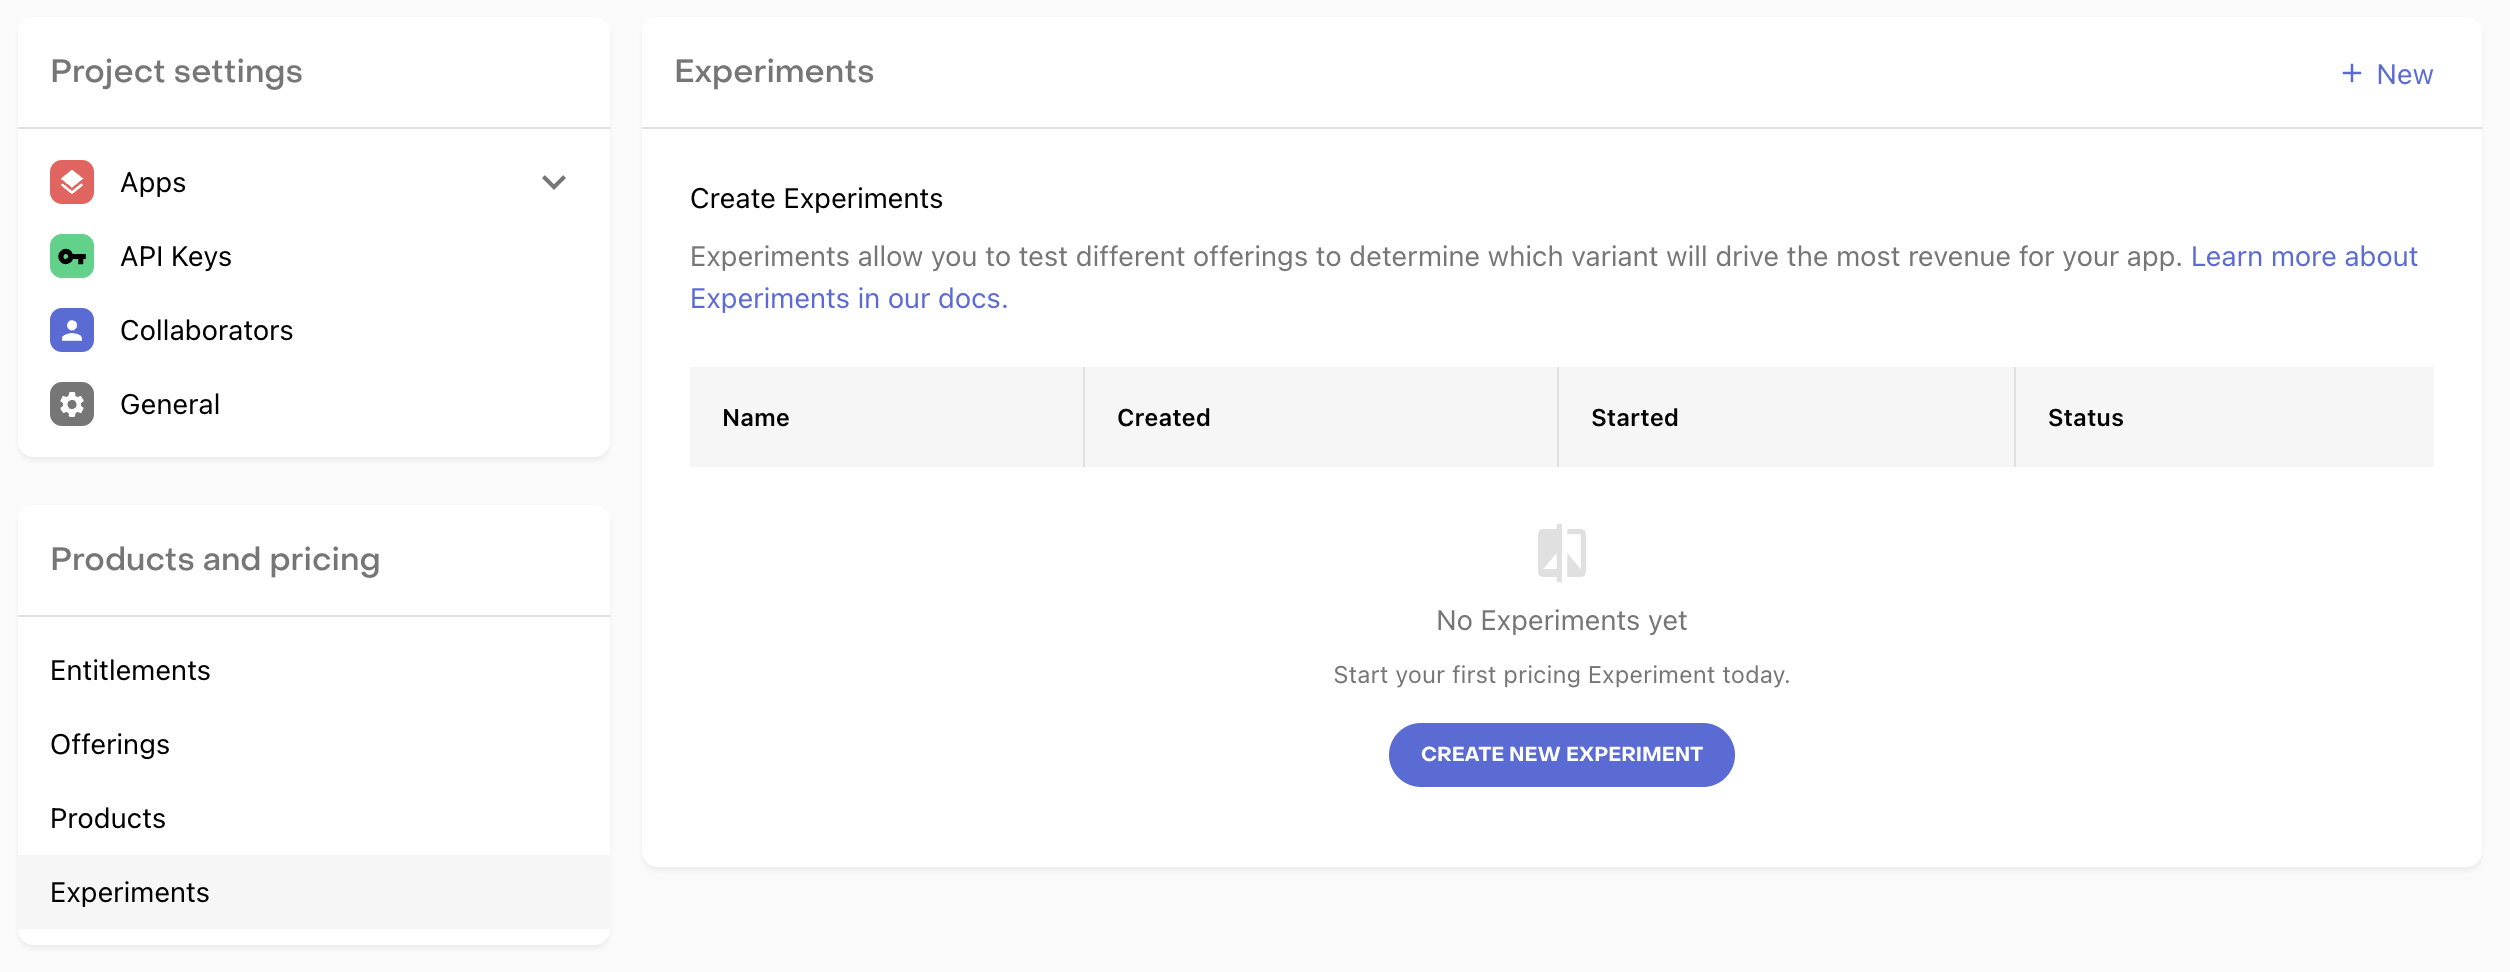 Project settings
Apps
API Keys
Collaborators
General
Products and pricing
Entitlements
Offerings
Products
Experiments
Experiments
+ New
Create Experiments
Experiments allow you to test different offerings to determine which variant will drive the most revenue for your app. Learn more about
Experiments in our docs.
Name
Created
Started
Status
No Experiments yet
Start your first pricing Experiment today.
CREATE NEW EXPERIMENT